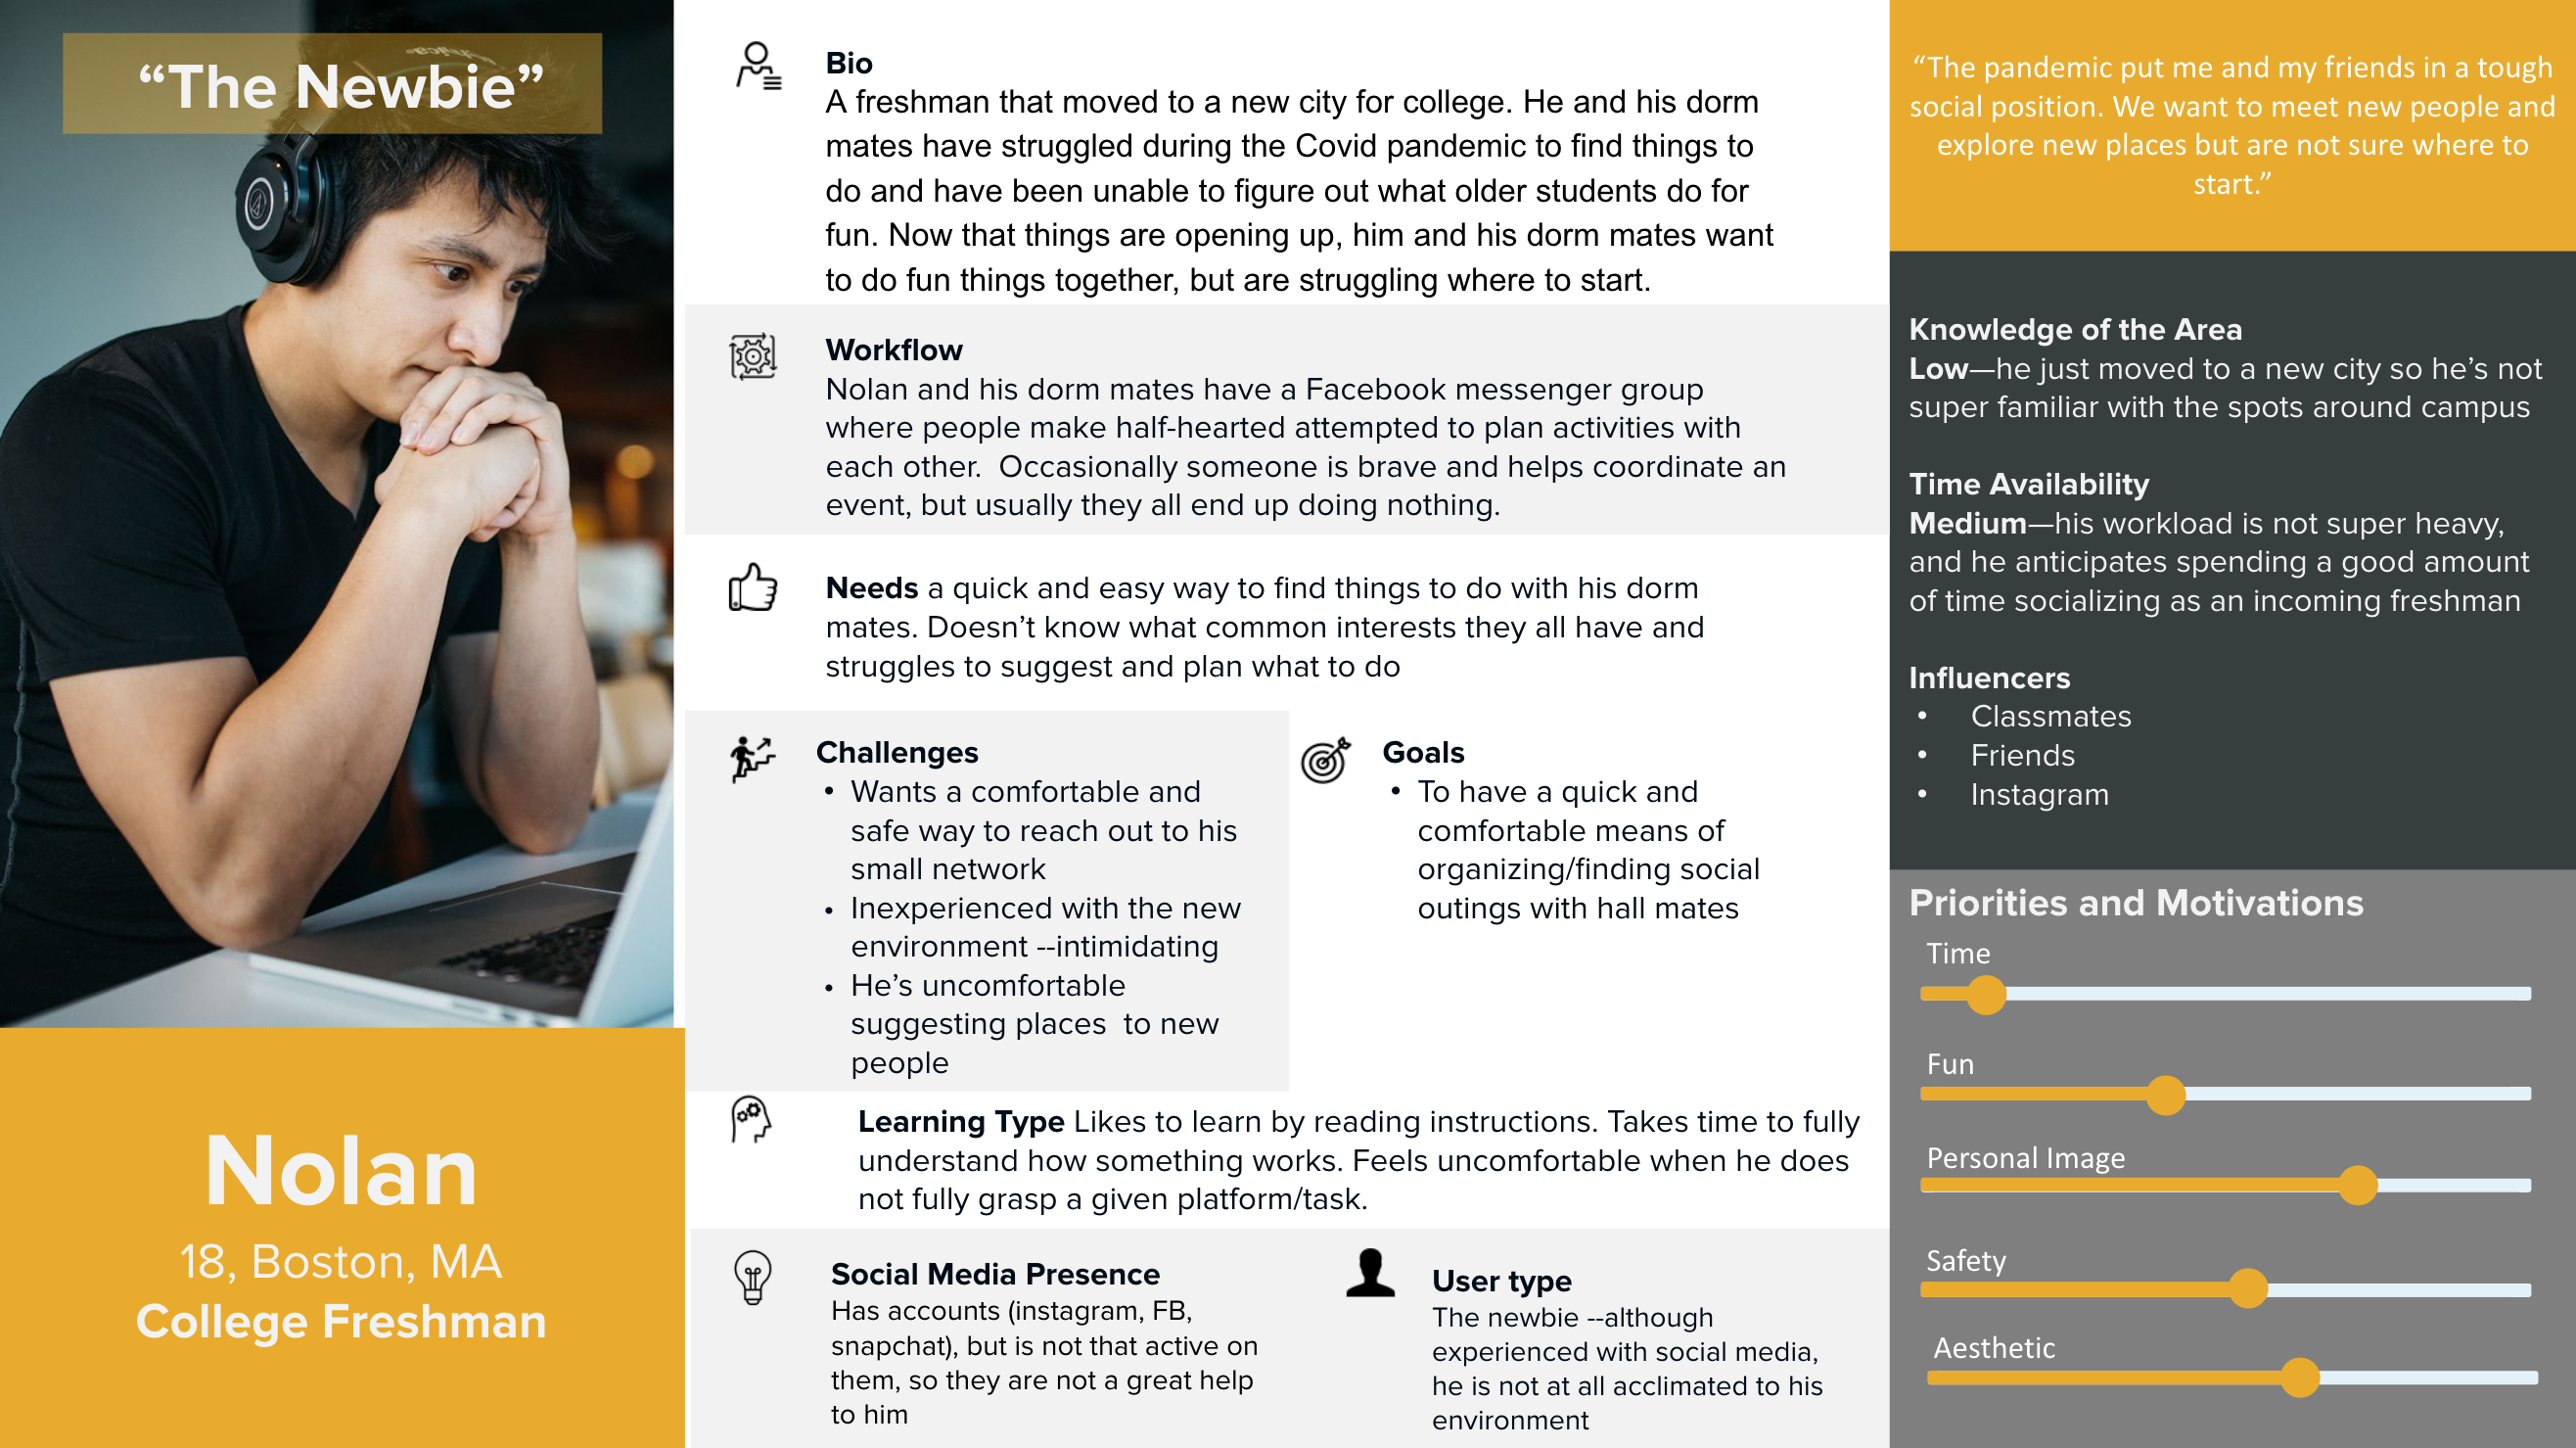 “The Newbie”
Nolan
18, Boston, MA
College Freshman
Bio
A freshman that moved to a new city for college. He and his dorm
mates have struggled during the Covid pandemic to find things to
do and have been unable to figure out what older students do for
fun. Now that things are opening up, him and his dorm mates want
to do fun things together, but are struggling where to start.
Workflow
Nolan and his dorm mates have a Facebook messenger group
where people make half-hearted attempted to plan activities with
each other.  Occasionally someone is brave and helps coordinate an
event, but usually they all end up doing nothing.
Needs a quick and easy way to find things to do with his dorm
mates. Doesn’t know what common interests they all have and
struggles to suggest and plan what to do
Challenges
• Wants a comfortable and
safe way to reach out to his
small network
• Inexperienced with the new
environment --intimidating
• He’s uncomfortable
suggesting places  to new
people
Goals
• To have a quick and
comfortable means of
organizing/finding social
outings with hall mates
Learning Type Likes to learn by reading instructions. Takes time to fully
understand how something works. Feels uncomfortable when he does
not fully grasp a given platform/task.
Social Media Presence
Has accounts (instagram, FB,
snapchat), but is not that active on
them, so they are not a great help
to him
User type
The newbie --although
experienced with social media,
he is not at all acclimated to his
environment
“The pandemic put me and my friends in a tough
social position. We want to meet new people and
explore new places but are not sure where to
start.”
Knowledge of the Area
Low—he just moved to a new city so he’s not
super familiar with the spots around campus
Time Availability
Medium—his workload is not super heavy,
and he anticipates spending a good amount
of time socializing as an incoming freshman
Influencers
• Classmates
• Friends
• Instagram
Priorities and Motivations
Time
Fun
Personal Image
Safety
Aesthetic